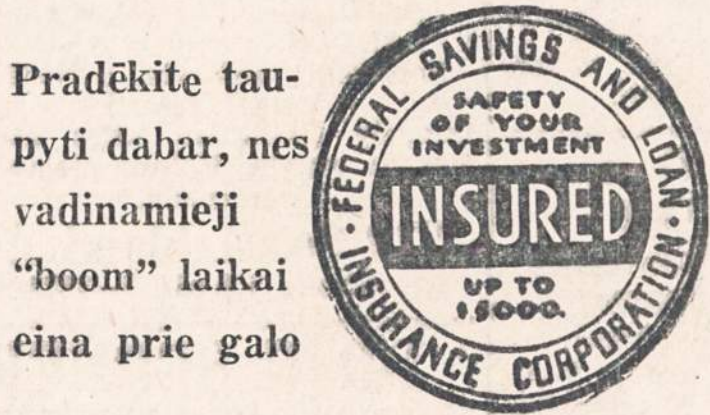 Pradēkite tau-
pyti dabar, nes
vadinamieji
“boom” laikai
eina prie galo
· FEDERAL SAVINGS AND LOAN ·
INSURANCE CORPORATION
SAFETY
OF YOUR
INVESTMENT
INSURED
UP TO
$5000.